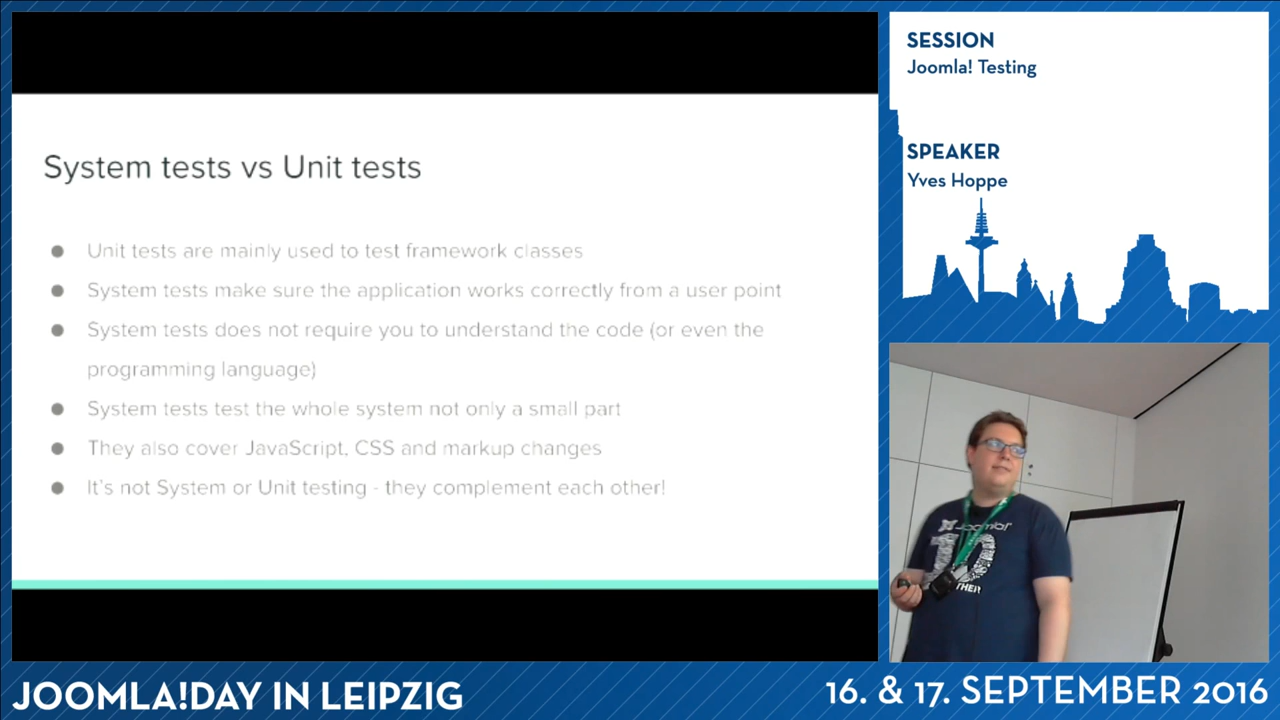 System tests vs Unit tests
● Unit tests are mainly used to test framework classes
● System tests make sure the application works correctly from a user point
● System tests does not require you to understand the code (or even the
programming language)
● System tests test the whole system not only a small part
● They also cover JavaScript, CSS and markup changes
● It's not System or Unit testing - they complement each other!
SESSION
Joomla! Testing
SPEAKER
Yves Hoppe
Joomla!
10
JOOMLA!DAY IN LEIPZIG
16. & 17. SEPTEMBER 2016